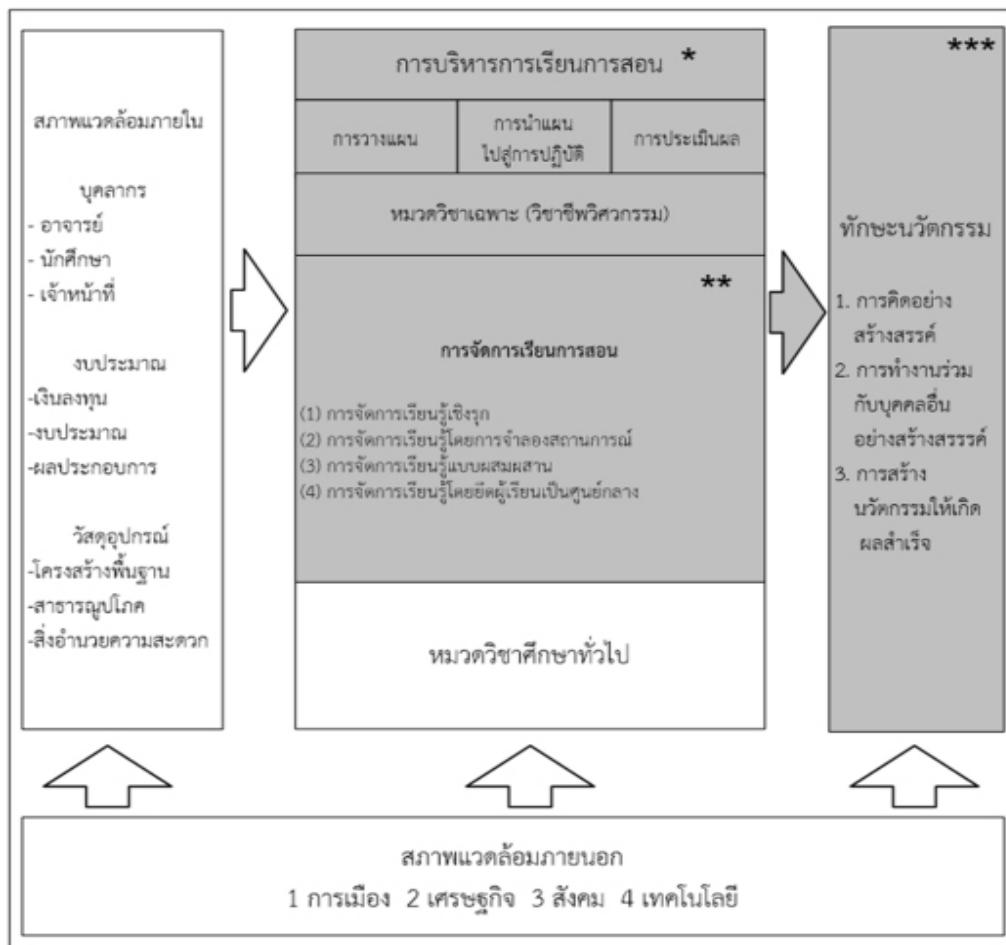 สภาพแวดล้อมภายใน
บุคลากร
- อาจารย์
- นักศึกษา
- เจ้าหน้าที่
งบประมาณ
-เงินลงทุน
-งบประมาณ
-ผลประกอบการ
วัสดุอุปกรณ์
-โครงสร้างพื้นฐาน
-สาธารณูปโภค
-สิ่งอำนวยความสะดวก
การบริหารการเรียนการสอน *
การวางแผน
การนำแผน
ไปสู่การปฏิบัติ
การประเมินผล
หมวดวิชาเฉพาะ (วิชาชีพวิศวกรรม)
**
การจัดการเรียนการสอน
(1) การจัดการเรียนรู้เชิงรุก
(2) การจัดการเรียนรู้โดยการจำลองสถานการณ์
(3) การจัดการเรียนรู้แบบผสมผสาน
(4) การจัดการเรียนรู้โดยยึดผู้เรียนเป็นศูนย์กลาง
หมวดวิชาศึกษาทั่วไป
***
ทักษะนวัตกรรม
1. การคิดอย่าง
สร้างสรรค์
2. การทำงานร่วม
กับบุคคลอื่น
อย่างสร้างสรรรค์
3. การสร้าง
นวัตกรรมให้เกิด
ผลสำเร็จ
สภาพแวดล้อมภายนอก
1 การเมือง 2 เศรษฐกิจ 3 สังคม 4 เทคโนโลยี